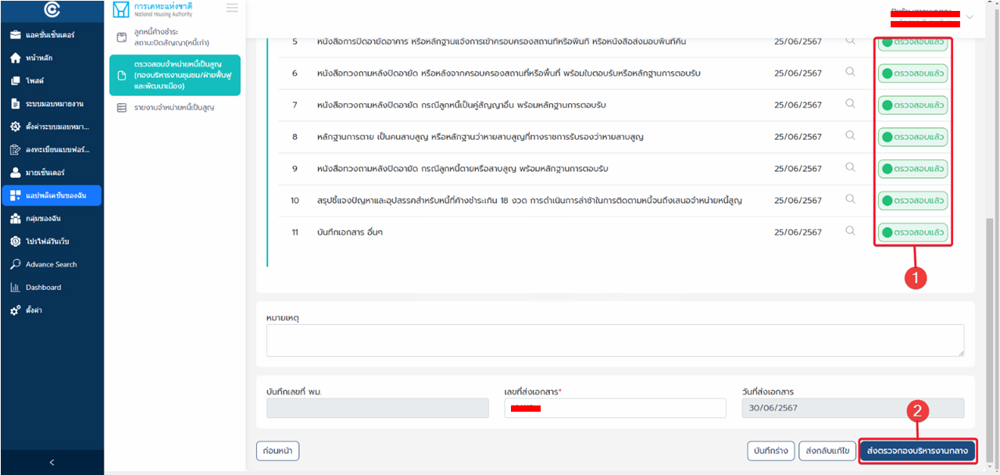 การเคหะแห่งชาติ
National Housing Authority
แอคชั่นเซ็นเตอร์
หน้าหลัก
โพสต์
ระบบมอบหมายงาน
ตั้งค่าระบบมอบหมา...
ลงทะเบียนแบบฟอร์...
มายเซ็นเตอร์
แอปพลิเคชันของฉัน
กลุ่มของฉัน
โปรไฟล์วันเว็บ
Advance Search
Dashboard
ตั้งค่า
ลูกหนี้ค้างชำระ
สถานะปิดสัญญา(หนี้เก่า)
ตรวจสอบจำหน่ายหนี้เป็นสูญ
(กองบริหารงานชุมชน/ฝ่ายฟื้นฟู
และพัฒนาเมือง)
รายงานจำหน่ายหนี้เป็นสูญ
5 หนังสือการปิดอายัดอาคาร หรือหลักฐานแจ้งการเข้าครอบครองสถานที่หรือพื้นที่ หรือหนังสือส่งมอบพื้นที่คืน 25/06/2567 ตรวจสอบแล้ว
6 หนังสือทวงถามหลังปิดอายัด หรือหลังจากครอบครองสถานที่หรือพื้นที่ พร้อมใบตอบรับหรือหลักฐานการตอบรับ 25/06/2567 ตรวจสอบแล้ว
7 หนังสือทวงถามหลังปิดอายัด กรณีลูกหนี้เป็นคู่สัญญาอื่น พร้อมหลักฐานการตอบรับ 25/06/2567 ตรวจสอบแล้ว
8 หลักฐานการตาย เป็นคนสาบสูญ หรือหลักฐานว่าหายสาบสูญที่ทางราชการรับรองว่าหายสาบสูญ 25/06/2567 ตรวจสอบแล้ว
9 หนังสือทวงถามหลังปิดอายัด กรณีลูกหนี้ตายหรือสาบสูญ พร้อมหลักฐานการตอบรับ 25/06/2567 ตรวจสอบแล้ว
10 สรุปชี้แจงปัญหาและอุปสรรคสำหรับหนี้ที่ค้างชำระเกิน 18 งวด การดำเนินการล่าช้าในการติดตามหนี้จนถึงเสนอจำหน่ายหนี้สูญ 25/06/2567 ตรวจสอบแล้ว
11 บันทึกเอกสาร อื่นๆ 25/06/2567 ตรวจสอบแล้ว
1
หมายเหตุ
บันทึกเลขที่ พม. เลขที่ส่งเอกสาร* วันที่ส่งเอกสาร
30/06/2567
2
ก่อนหน้า บันทึกร่าง ส่งกลับแก้ไข ส่งตรวจกองบริหารงานกลาง